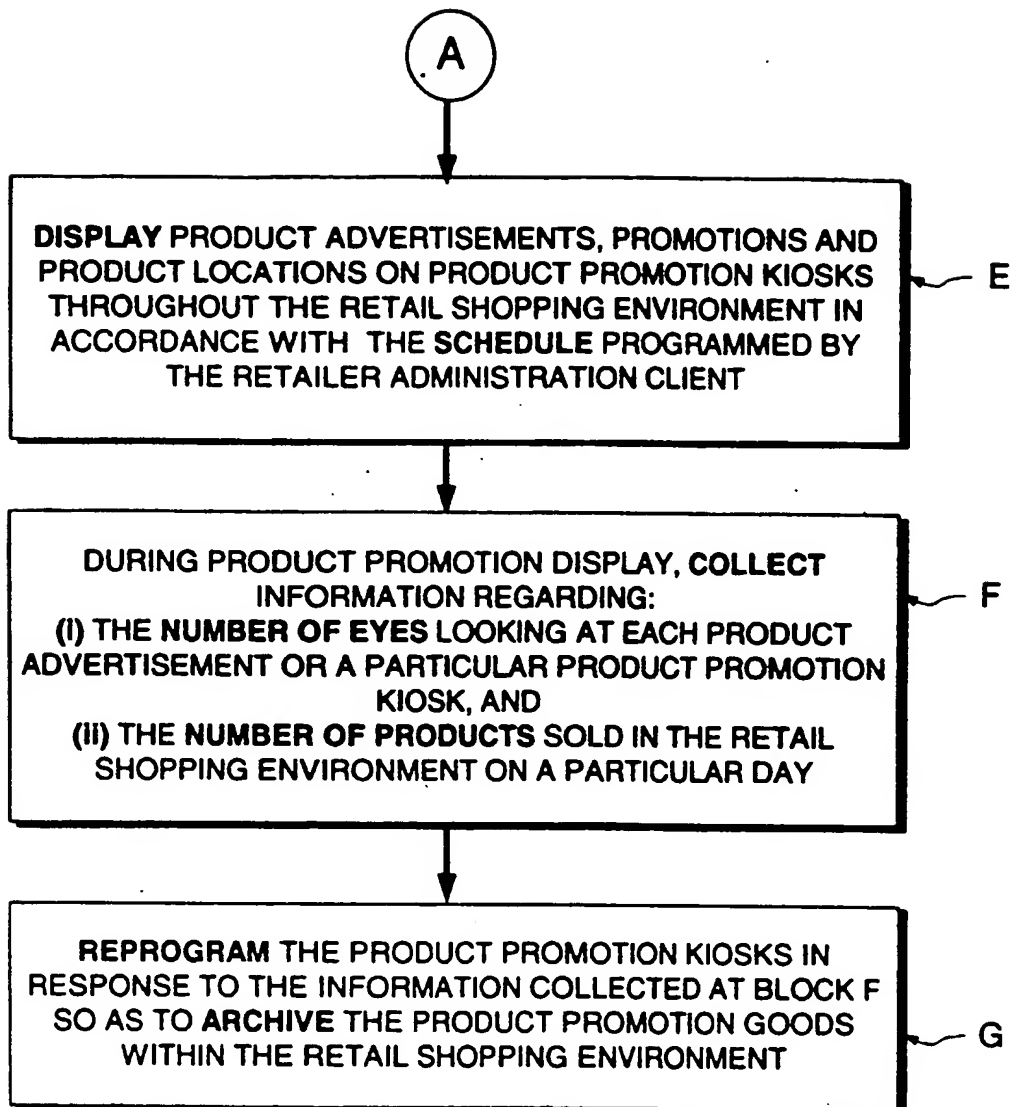 A
DISPLAY PRODUCT ADVERTISEMENTS, PROMOTIONS AND
PRODUCT LOCATIONS ON PRODUCT PROMOTION KIOSKS
THROUGHOUT THE RETAIL SHOPPING ENVIRONMENT IN
ACCORDANCE WITH THE SCHEDULE PROGRAMMED BY
THE RETAILER ADMINISTRATION CLIENT
E
DURING PRODUCT PROMOTION DISPLAY, COLLECT
INFORMATION REGARDING:
(i) THE NUMBER OF EYES LOOKING AT EACH PRODUCT
ADVERTISEMENT OR A PARTICULAR PRODUCT PROMOTION
KIOSK, AND
(ii) THE NUMBER OF PRODUCTS SOLD IN THE RETAIL
SHOPPING ENVIRONMENT ON A PARTICULAR DAY
F
REPROGRAM THE PRODUCT PROMOTION KIOSKS IN
RESPONSE TO THE INFORMATION COLLECTED AT BLOCK F
SO AS TO ARCHIVE THE PRODUCT PROMOTION GOODS
WITHIN THE RETAIL SHOPPING ENVIRONMENT
G